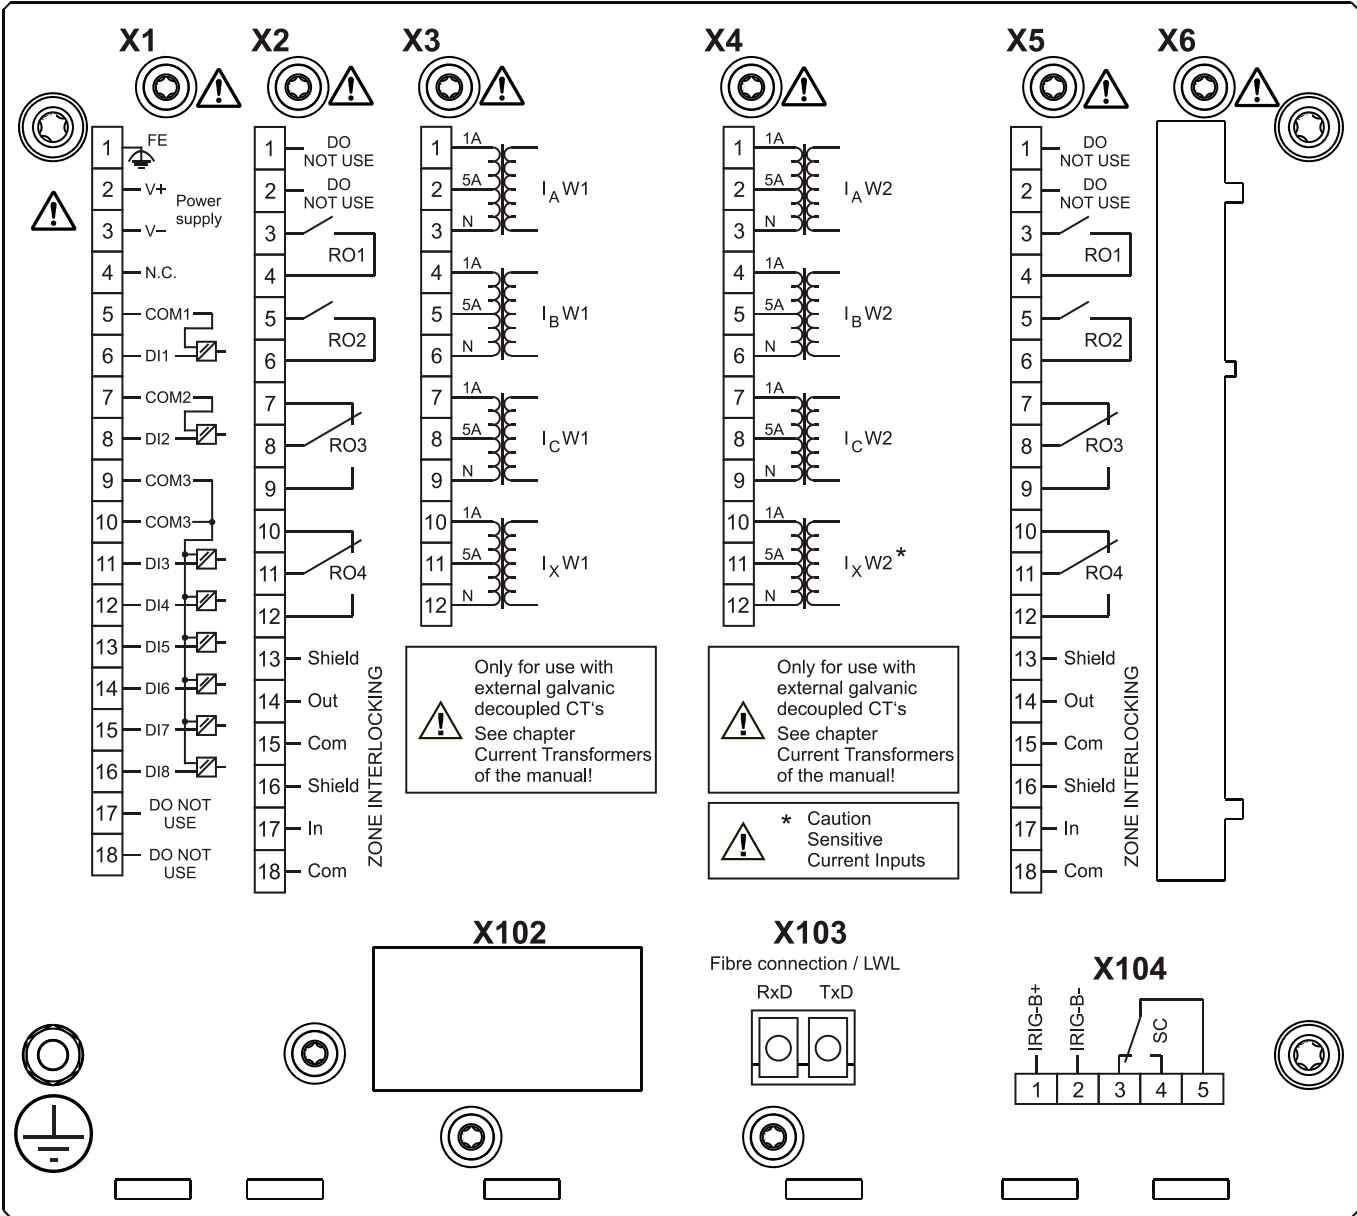 X1
X2
X3
X4
X5
X6
1 FE
2 V+
Power
supply
3 V–
4 N.C.
5 COM1
6 DI1
7 COM2
8 DI2
9 COM3
10 COM3
11 DI3
12 DI4
13 DI5
14 DI6
15 DI7
16 DI8
17 DO NOT
USE
18 DO NOT
USE
1 DO
NOT USE
2 DO
NOT USE
3
RO1
4
5
RO2
6
7
8 RO3
9
10
11 RO4
12
13 Shield
14 Out
15 Com
16 Shield
17 In
18 Com
ZONE INTERLOCKING
1 1A
2 5A IAW1
3 N
4 1A
5 5A IBW1
6 N
7 1A
8 5A ICW1
9 N
10 1A
11 5A IXW1
12 N
Only for use with
external galvanic
decoupled CT‘s
See chapter
Current Transformers
of the manual!
1 1A
2 5A IAW2
3 N
4 1A
5 5A IBW2
6 N
7 1A
8 5A ICW2
9 N
10 1A
11 5A IXW2*
12 N
Only for use with
external galvanic
decoupled CT‘s
See chapter
Current Transformers
of the manual!
* Caution
Sensitive
Current Inputs
1 DO
NOT USE
2 DO
NOT USE
3
RO1
4
5
RO2
6
7
8 RO3
9
10
11 RO4
12
13 Shield
14 Out
15 Com
16 Shield
17 In
18 Com
ZONE INTERLOCKING
X102
X103
Fibre connection / LWL
RxD TxD
X104
IRIG-B+
IRIG-B-
SC
1 2 3 4 5